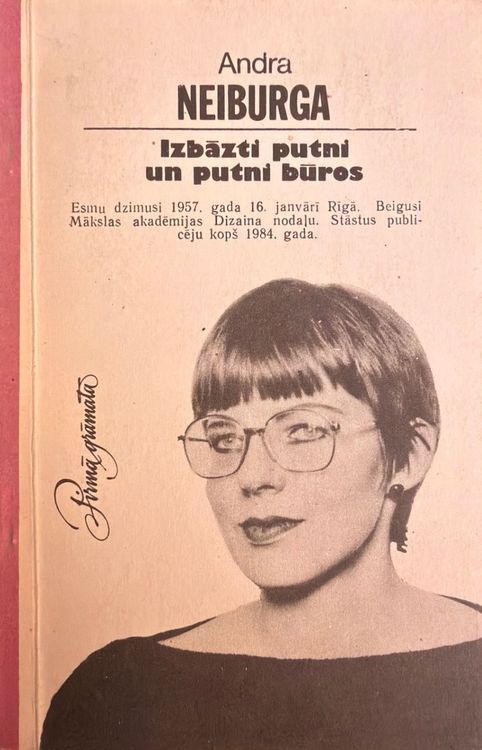 Andra
NEIBURGA
Izbāzti putni
un putni būros
Esmu dzimusi 1957. gada 16. janvārī Rīgā. Beigusi
Mākslas akadēmijas Dizaina nodaļu. Stāstus publi-
cēju kopš 1984. gada.
Pirmā grāmata